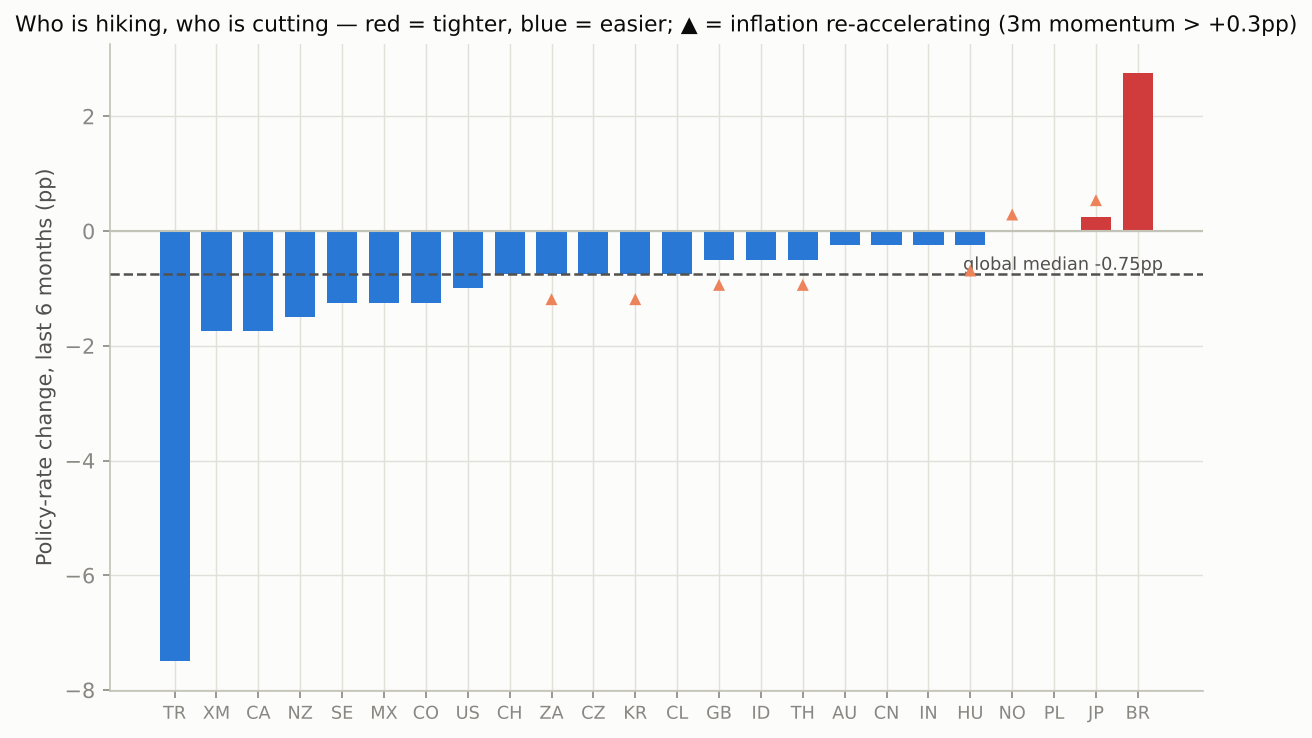 Who is hiking, who is cutting — red = tighter, blue = easier; ▲ = inflation re-accelerating (3m momentum > +0.3pp)
Policy-rate change, last 6 months (pp)
2
0
−2
−4
−6
−8
global median -0.75pp
TR XM CA NZ SE MX CO US CH ZA CZ KR CL GB ID TH AU CN IN HU NO PL JP BR